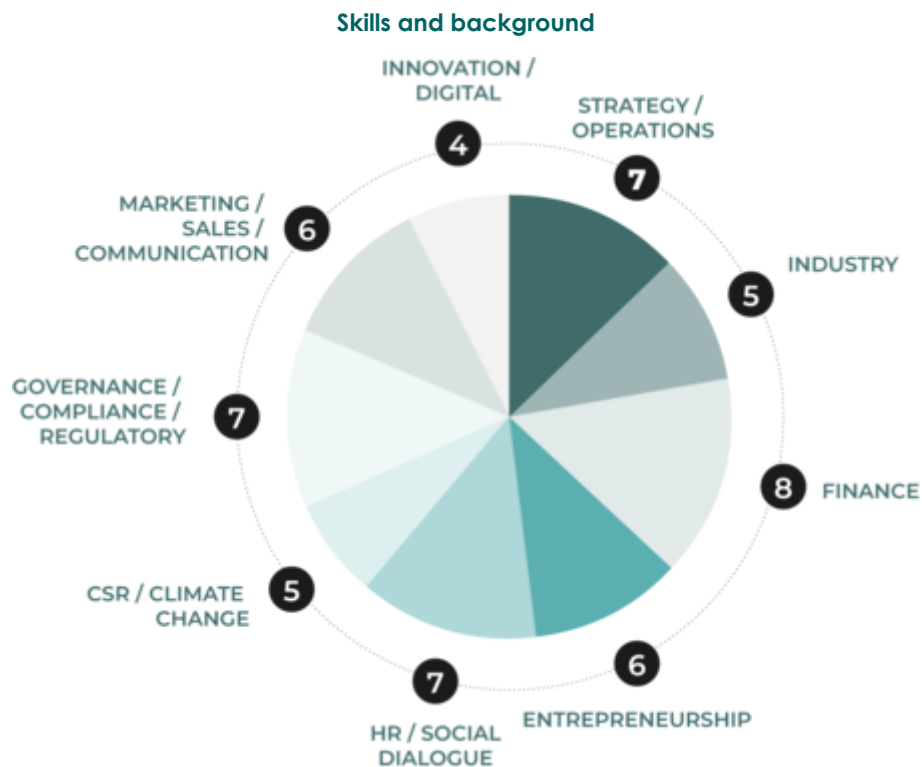 Skills and background
INNOVATION /
DIGITAL
4
STRATEGY /
OPERATIONS
7
INDUSTRY
5
FINANCE
8
ENTREPRENEURSHIP
6
HR / SOCIAL
DIALOGUE
7
CSR / CLIMATE
CHANGE
5
GOVERNANCE /
COMPLIANCE /
REGULATORY
7
MARKETING /
SALES /
COMMUNICATION
6